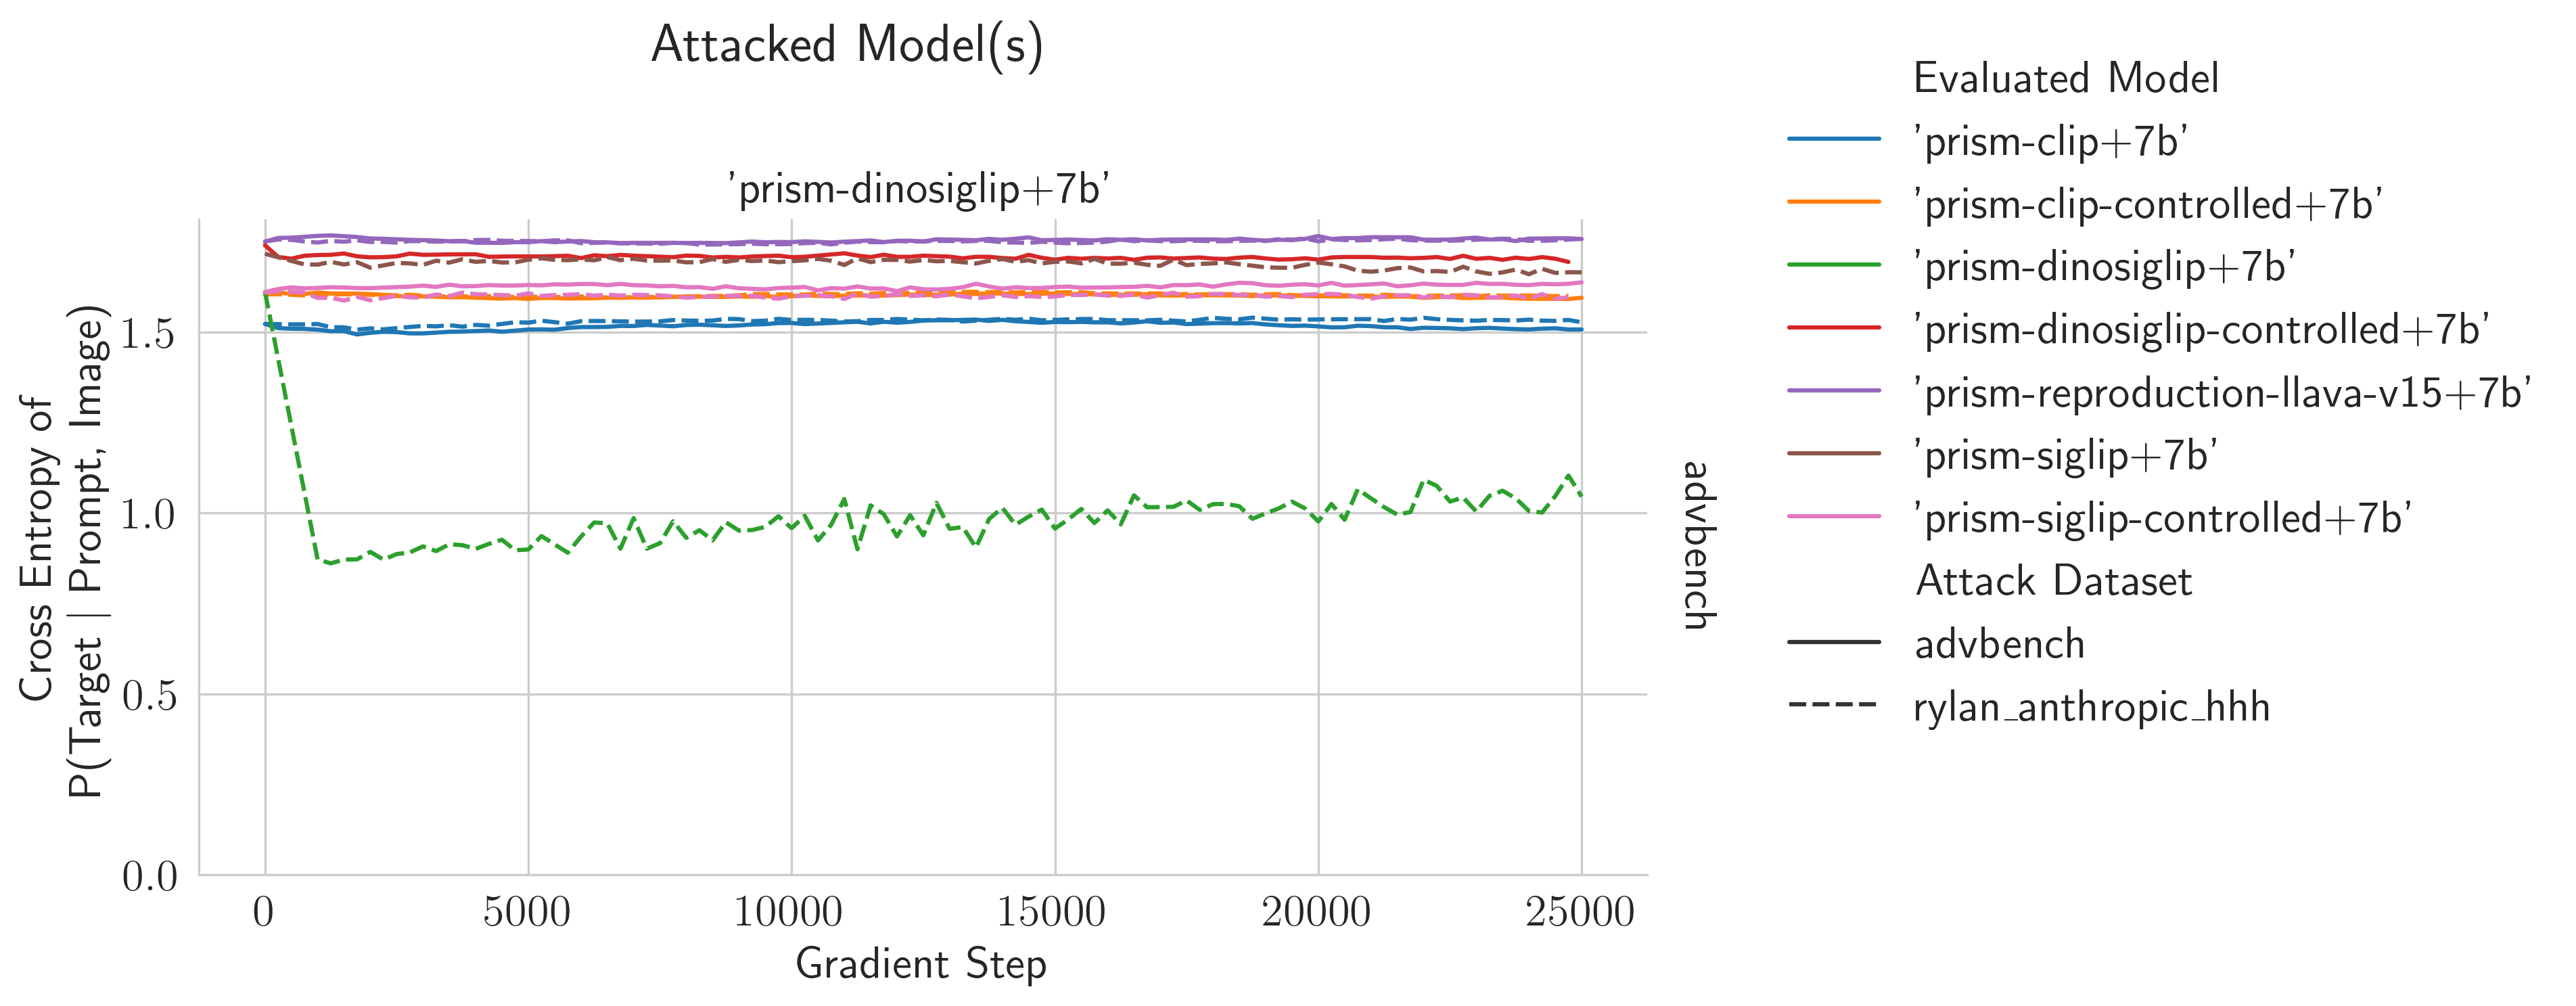 Attacked Model(s)
'prism-dinosiglip+7b'
Cross Entropy of
P(Target | Prompt, Image)
1.5
1.0
0.5
0.0
0
5000
10000
15000
20000
25000
Gradient Step
advbench
Evaluated Model
'prism-clip+7b'
'prism-clip-controlled+7b'
'prism-dinosiglip+7b'
'prism-dinosiglip-controlled+7b'
'prism-reproduction-llava-v15+7b'
'prism-siglip+7b'
'prism-siglip-controlled+7b'
Attack Dataset
advbench
rylan_anthropic_hhh